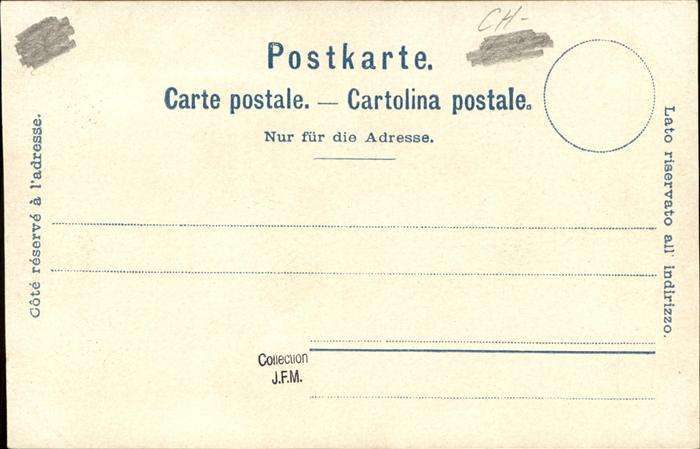 CH-
Postkarte.
Carte postale. — Cartolina postale.
Nur für die Adresse.
Côté réservé à l'adresse.
Lato riservato all' indirizzo.
Collection
J.F.M.